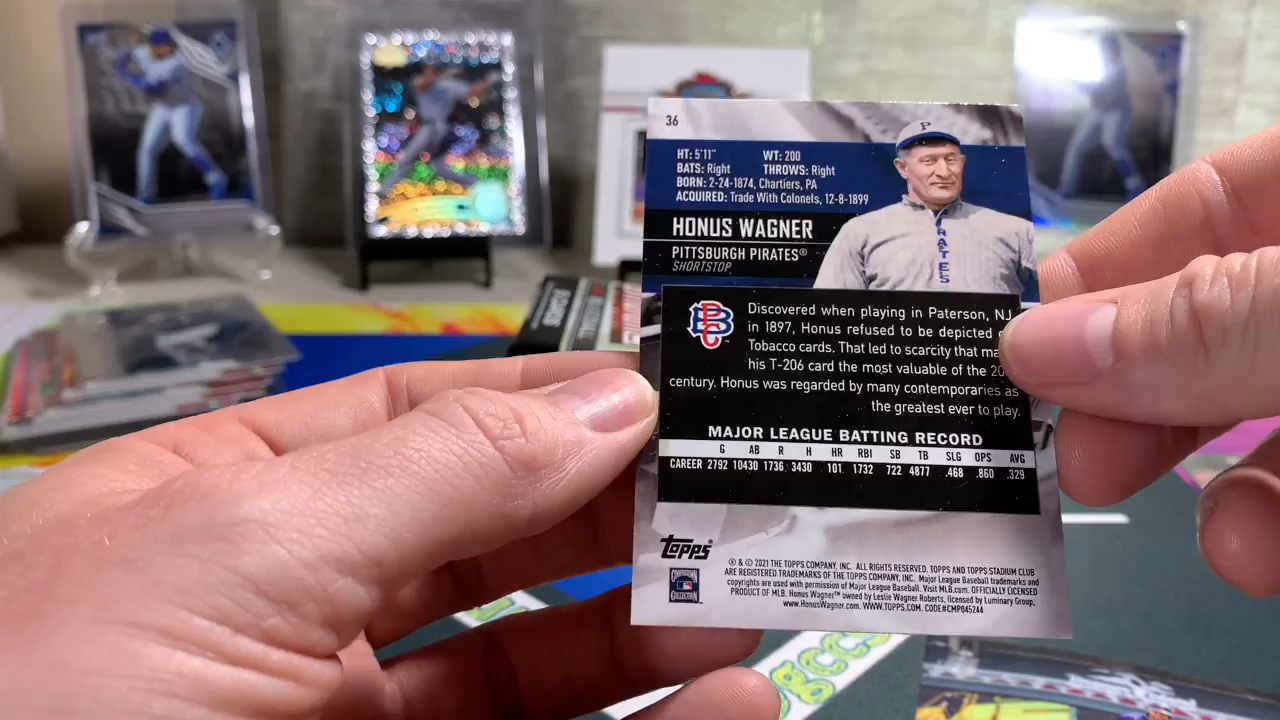 36
HT: 5'11" WT: 200
BATS: Right THROWS: Right
BORN: 2-24-1874, Chartiers, PA
ACQUIRED: Trade With Colonels, 12-8-1899
P
HONUS WAGNER
PITTSBURGH PIRATES®
SHORTSTOP
PIRATES
Discovered when playing in Paterson, NJ
in 1897, Honus refused to be depicted
Tobacco cards. That led to scarcity that
his T-206 card the most valuable of the
century. Honus was regarded by many contemporaries as
the greatest ever to play.
MAJOR LEAGUE BATTING RECORD
G AB R H HR RBI SB TB SLG OPS AVG
CAREER 2792 10430 1736 3430 101 1732 722 4877 .468 .860 .329
Topps
COOPERSTOWN COLLECTION
® & © 2021 THE TOPPS COMPANY, INC. ALL RIGHTS RESERVED. TOPPS AND TOPPS STADIUM CLUB
ARE REGISTERED TRADEMARKS OF THE TOPPS COMPANY, INC. Major League Baseball trademarks and
copyrights are used with permission of Major League Baseball. Visit MLB.com. OFFICIALLY LICENSED
PRODUCT OF MLB. Honus Wagner™ owned by Leslie Wagner Roberts, licensed by Luminary Group,
www.HonusWagner.com. WWW.TOPPS.COM. CODE#CMP045244